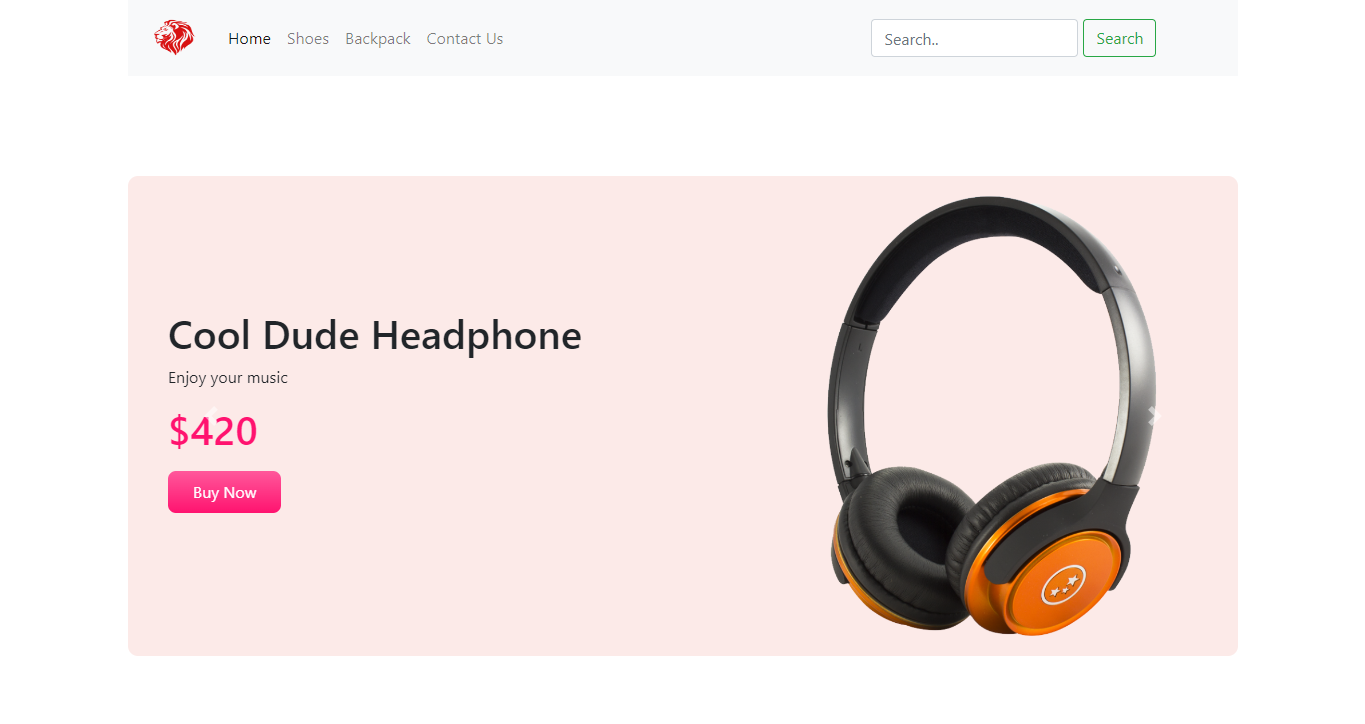 Home Shoes Backpack Contact Us Search.. Search
Cool Dude Headphone
Enjoy your music
$420
Buy Now